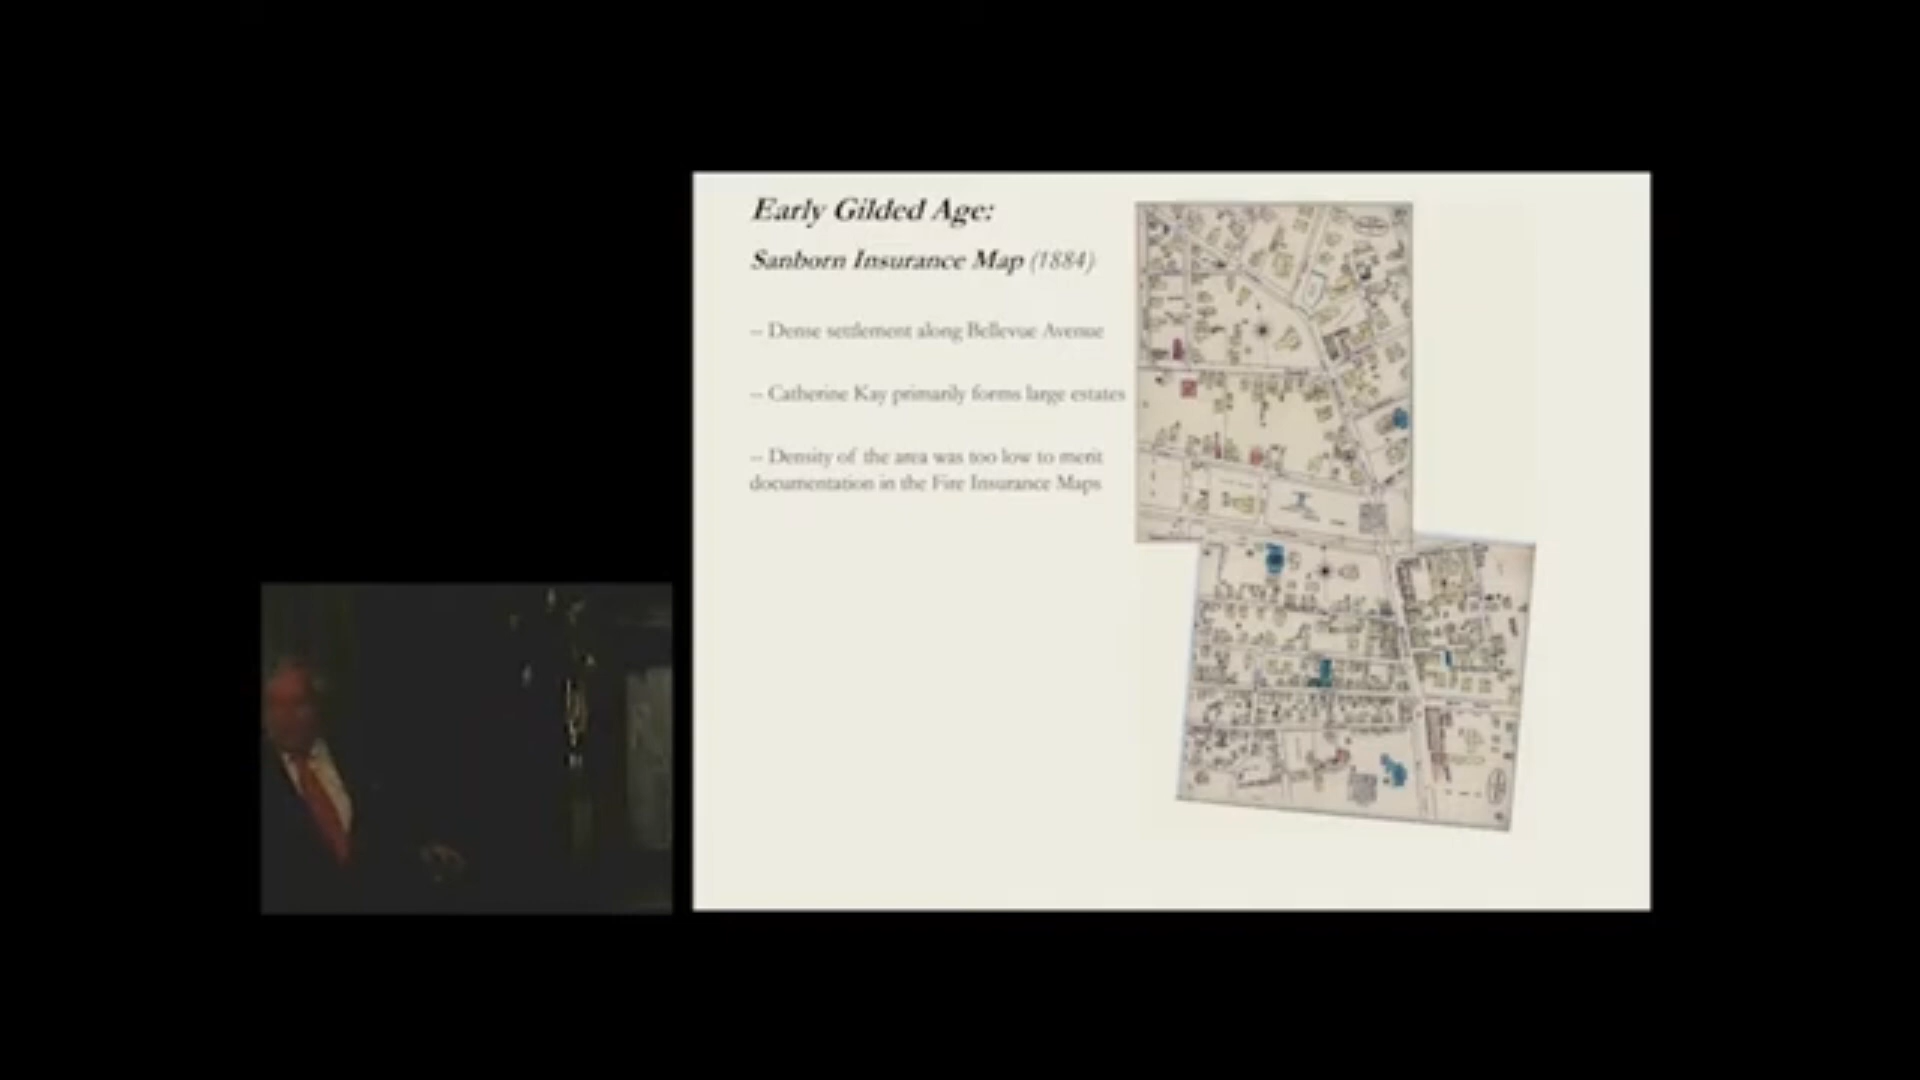 Early Gilded Age:
Sanborn Insurance Map (1884)
– Dense settlement along Bellevue Avenue
– Catherine Kay primarily forms large estates
– Density of the area was too low to merit
documentation in the Fire Insurance Maps